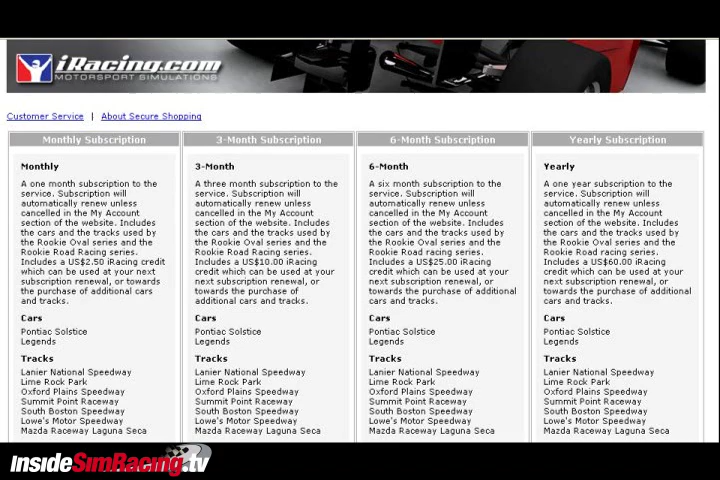 iRacing.com
MOTORSPORT SIMULATIONS
Customer Service | About Secure Shopping
Monthly Subscription
Monthly
A one month subscription to the
service. Subscription will
automatically renew unless
cancelled in the My Account
section of the website. Includes
the cars and the tracks used by
the Rookie Oval series and the
Rookie Road Racing series.
Includes a US$2.50 iRacing credit
which can be used at your next
subscription renewal, or towards
the purchase of additional cars
and tracks.
Cars
Pontiac Solstice
Legends
Tracks
Lanier National Speedway
Lime Rock Park
Oxford Plains Speedway
Summit Point Raceway
South Boston Speedway
Lowe's Motor Speedway
Mazda Raceway Laguna Seca
3-Month Subscription
3-Month
A three month subscription to the
service. Subscription will
automatically renew unless
cancelled in the My Account
section of the website. Includes
the cars and the tracks used by
the Rookie Oval series and the
Rookie Road Racing series.
Includes a US$10.00 iRacing
credit which can be used at your
next subscription renewal, or
towards the purchase of
additional cars and tracks.
Cars
Pontiac Solstice
Legends
Tracks
Lanier National Speedway
Lime Rock Park
Oxford Plains Speedway
Summit Point Raceway
South Boston Speedway
Lowe's Motor Speedway
Mazda Raceway Laguna Seca
6-Month Subscription
6-Month
A six month subscription to the
service. Subscription will
automatically renew unless
cancelled in the My Account
section of the website. Includes
the cars and the tracks used by
the Rookie Oval series and the
Rookie Road racing series.
Includes a US$25.00 iRacing
credit which can be used at your
next subscription renewal, or
towards the purchase of additional
cars and tracks.
Cars
Pontiac Solstice
Legends
Tracks
Lanier National Speedway
Lime Rock Park
Oxford Plains Speedway
Summit Point Raceway
South Boston Speedway
Lowe's Motor Speedway
Mazda Raceway Laguna Seca
Yearly Subscription
Yearly
A one year subscription to the
service. Subscription will
automatically renew unless
cancelled in the My Account
section of the website. Includes
the cars and the tracks used by
the Rookie Oval series and the
Rookie Road Racing series.
Includes a US$60.00 iRacing
credit which can be used at your
next subscription renewal, or
towards the purchase of additional
cars and tracks.
Cars
Pontiac Solstice
Legends
Tracks
Lanier National Speedway
Lime Rock Park
Oxford Plains Speedway
Summit Point Raceway
South Boston Speedway
Lowe's Motor Speedway
Mazda Raceway Laguna Seca
InsideSimRacing.tv